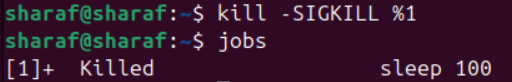 sharaf@sharaf:~$ kill -SIGKILL %1
sharaf@sharaf:~$ jobs
[1]+  Killed                  sleep 100